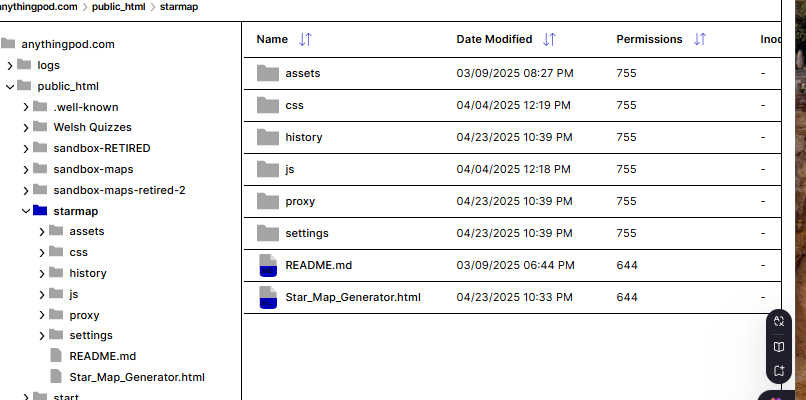 anythingpod.com > public_html > starmap
anythingpod.com
logs
public_html
.well-known
Welsh Quizzes
sandbox-RETIRED
sandbox-maps
sandbox-maps-retired-2
starmap
assets
css
history
js
proxy
settings
README.md
Star_Map_Generator.html
start
Name Date Modified Permissions Inoc
assets 03/09/2025 08:27 PM 755 -
css 04/04/2025 12:19 PM 755 -
history 04/23/2025 10:39 PM 755 -
js 04/04/2025 12:18 PM 755 -
proxy 04/23/2025 10:39 PM 755 -
settings 04/23/2025 10:39 PM 755 -
README.md 03/09/2025 06:44 PM 644 -
Star_Map_Generator.html 04/23/2025 10:33 PM 644 -